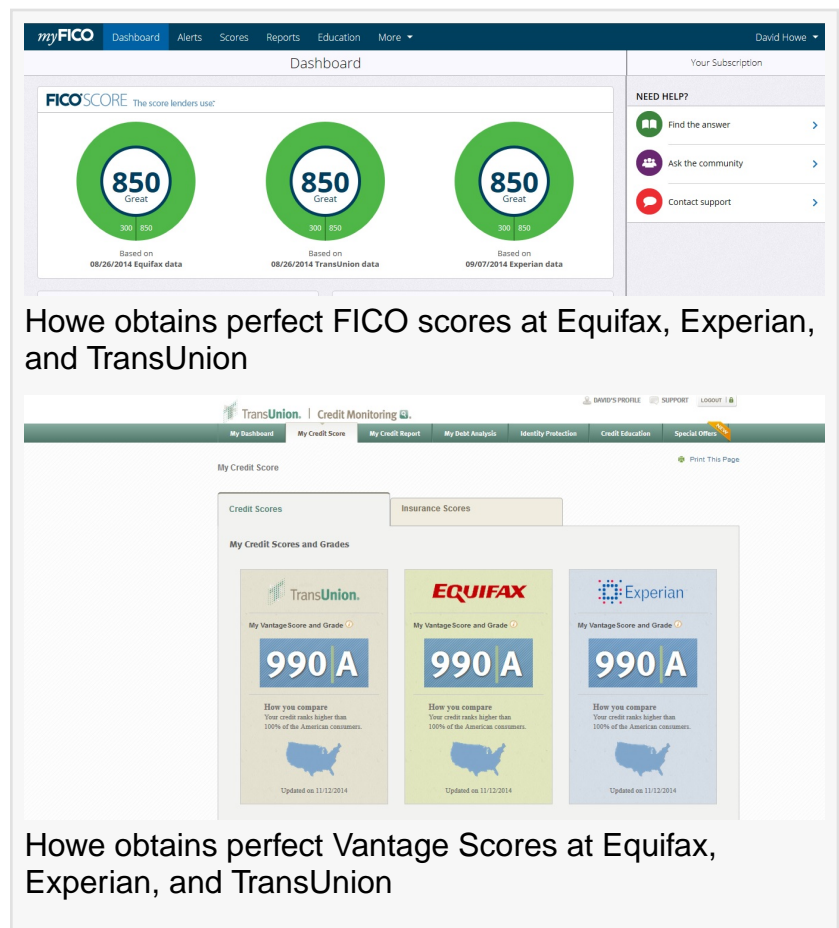 myFICO Dashboard Alerts Scores Reports Education More David Howe
Dashboard
Your Subscription
FICO SCORE The score lenders use.
850
Great
300 850
Based on
08/26/2014 Equifax data
850
Great
300 850
Based on
08/26/2014 TransUnion data
850
Great
300 850
Based on
09/07/2014 Experian data
NEED HELP?
Find the answer
Ask the community
Contact support
Howe obtains perfect FICO scores at Equifax, Experian,
and TransUnion
DAVID'S PROFILE SUPPORT LOGOUT
TransUnion. | Credit Monitoring
My Dashboard My Credit Score My Credit Report My Debt Analysis Identity Protection Credit Education Special Offers NEW
Print This Page
My Credit Score
Credit Scores Insurance Scores
My Credit Scores and Grades
TransUnion.
My VantageScore and Grade
990 A
How you compare
Your credit ranks higher than
100% of the American consumers.
Updated on 11/12/2014
EQUIFAX
My VantageScore and Grade
990 A
How you compare
Your credit ranks higher than
100% of the American consumers.
Updated on 11/12/2014
Experian
My VantageScore and Grade
990 A
How you compare
Your credit ranks higher than
100% of the American consumers.
Updated on 11/12/2014
Howe obtains perfect Vantage Scores at Equifax,
Experian, and TransUnion